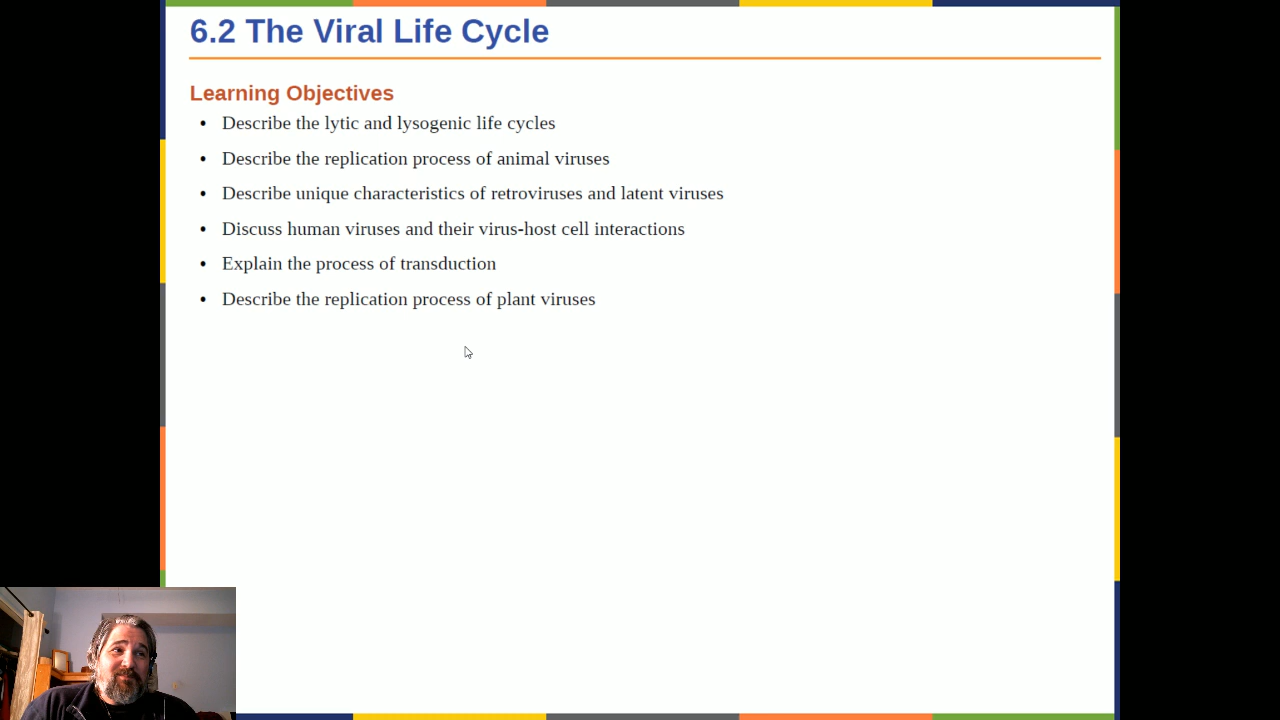 6.2 The Viral Life Cycle
Learning Objectives
• Describe the lytic and lysogenic life cycles
• Describe the replication process of animal viruses
• Describe unique characteristics of retroviruses and latent viruses
• Discuss human viruses and their virus-host cell interactions
• Explain the process of transduction
• Describe the replication process of plant viruses